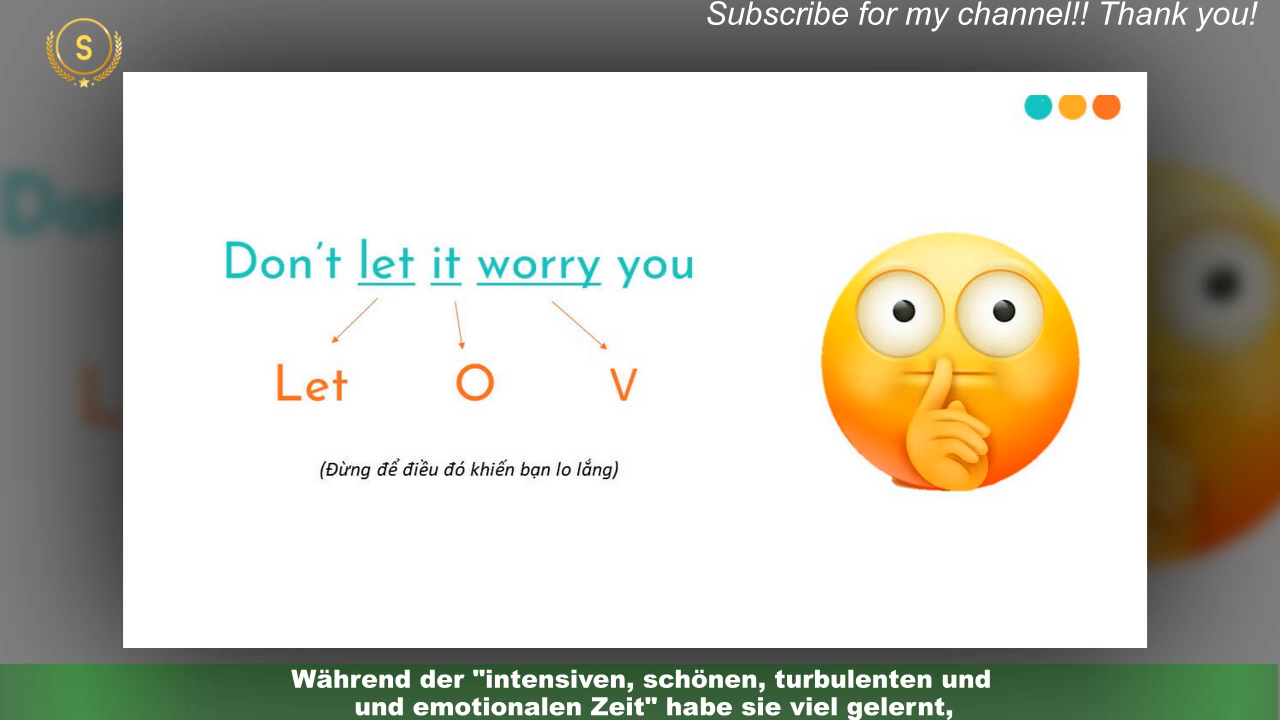 Subscribe for my channel!! Thank you!
S
Don't let it worry you
Let O V
(Đừng để điều đó khiến bạn lo lắng)
Während der "intensiven, schönen, turbulenten und
und emotionalen Zeit" habe sie viel gelernt,